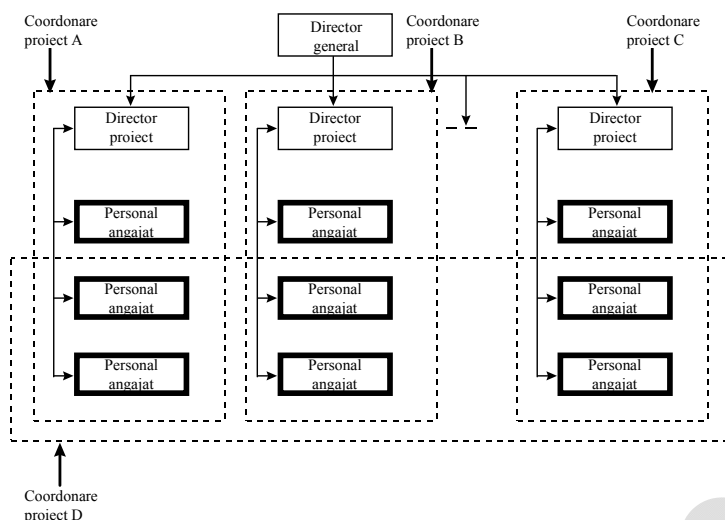 Coordonare
proiect A
Director
general
Coordonare
proiect B
Coordonare
proiect C
Director
proiect
Director
proiect
Director
proiect
Personal
angajat
Personal
angajat
Personal
angajat
Personal
angajat
Personal
angajat
Personal
angajat
Personal
angajat
Personal
angajat
Personal
angajat
Coordonare
proiect D